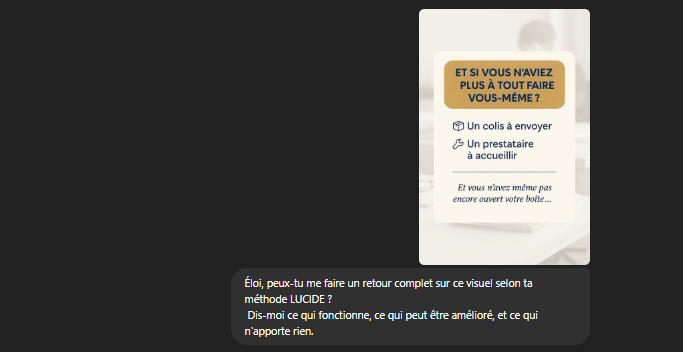 ET SI VOUS N'AVIEZ
PLUS À TOUT FAIRE
VOUS-MÊME ?
Un colis à envoyer
Un prestataire
à accueillir
Et vous n'avez même pas
encore ouvert votre boîte...
Éloi, peux-tu me faire un retour complet sur ce visuel selon ta
méthode LUCIDE ?
Dis-moi ce qui fonctionne, ce qui peut être amélioré, et ce qui
n'apporte rien.